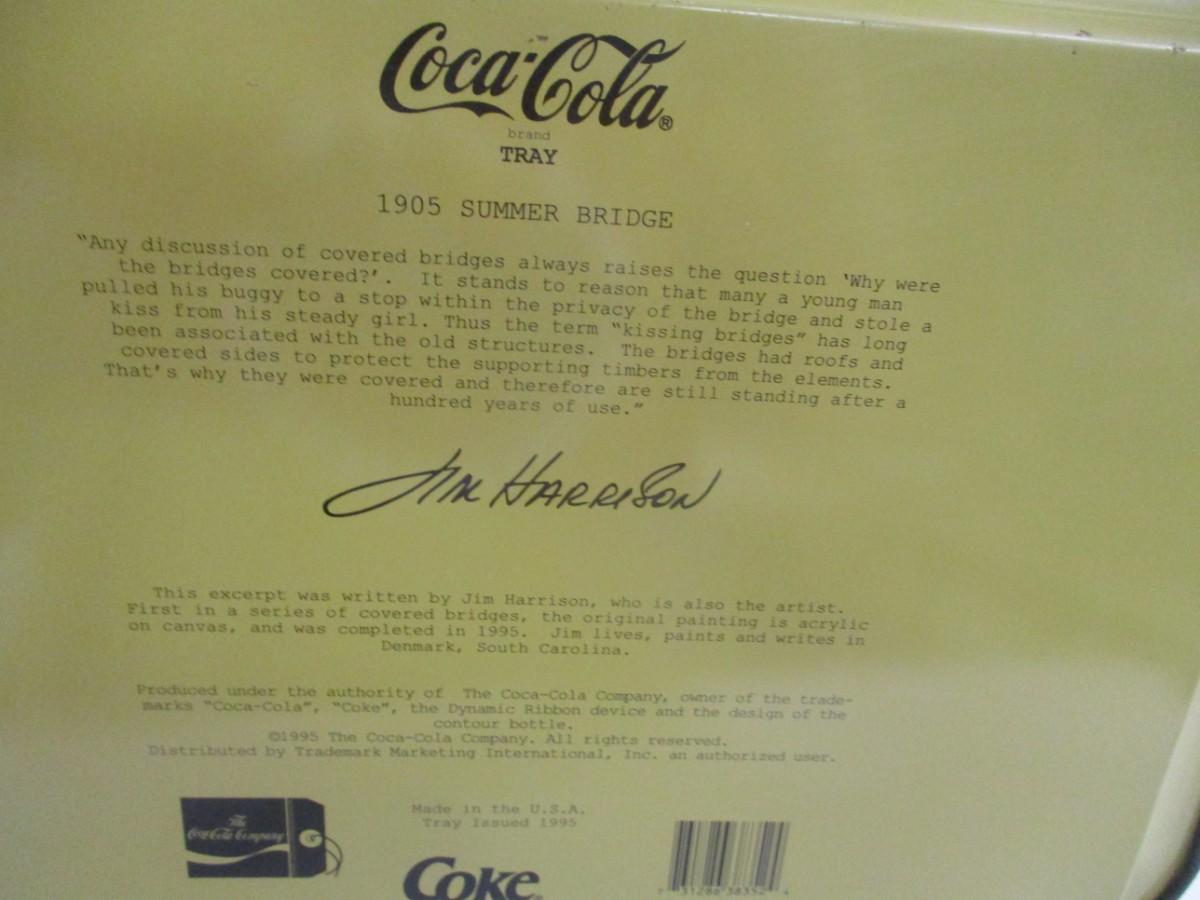 Coca-Cola®
brand
TRAY
1905 SUMMER BRIDGE
“Any discussion of covered bridges always raises the question ‘Why were
the bridges covered?’. It stands to reason that many a young man
pulled his buggy to a stop within the privacy of the bridge and stole a
kiss from his steady girl. Thus the term “kissing bridges” has long
been associated with the old structures. The bridges had roofs and
covered sides to protect the supporting timbers from the elements.
That’s why they were covered and therefore are still standing after a
hundred years of use.”
Jim Harrison
This excerpt was written by Jim Harrison, who is also the artist.
First in a series of covered bridges, the original painting is acrylic
on canvas, and was completed in 1995. Jim lives, paints and writes in
Denmark, South Carolina.
Produced under the authority of The Coca-Cola Company, owner of the trade-
marks “Coca-Cola”, “Coke”, the Dynamic Ribbon device and the design of the
contour bottle.
©1995 The Coca-Cola Company. All rights reserved.
Distributed by Trademark Marketing International, Inc. an authorized user.
The
Coca-Cola Company
Made in the U.S.A.
Tray Issued 1995
Coke